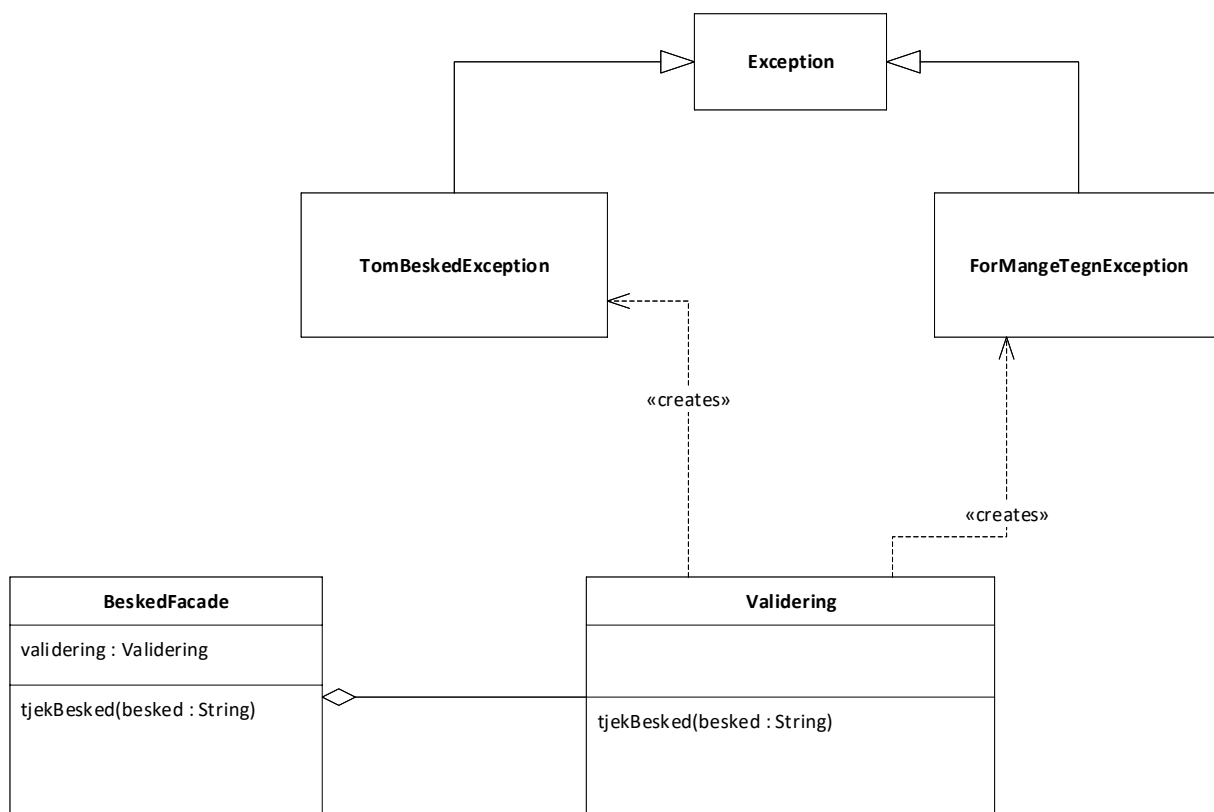 Exception
TomBeskedException
ForMangeTegnException
«creates»
«creates»
BeskedFacade
validering : Validering
tjekBesked(besked : String)
Validering
tjekBesked(besked : String)